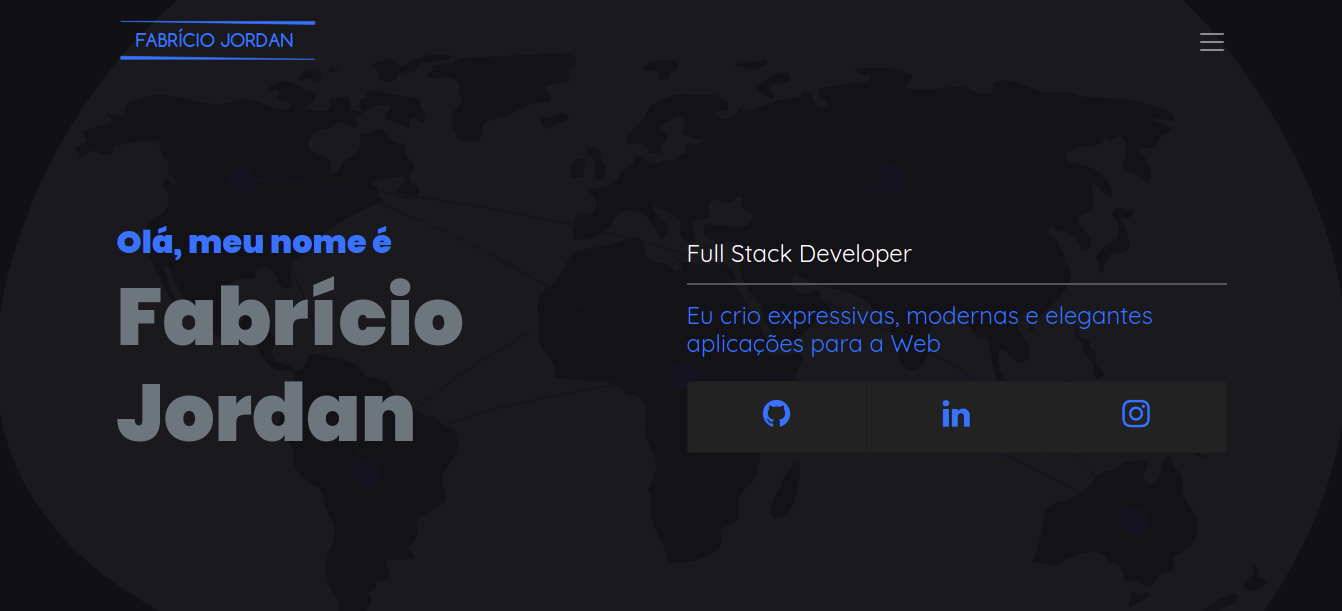 FABRÍCIO JORDAN
Olá, meu nome é
Fabrício
Jordan
Full Stack Developer
Eu crio expressivas, modernas e elegantes
aplicações para a Web